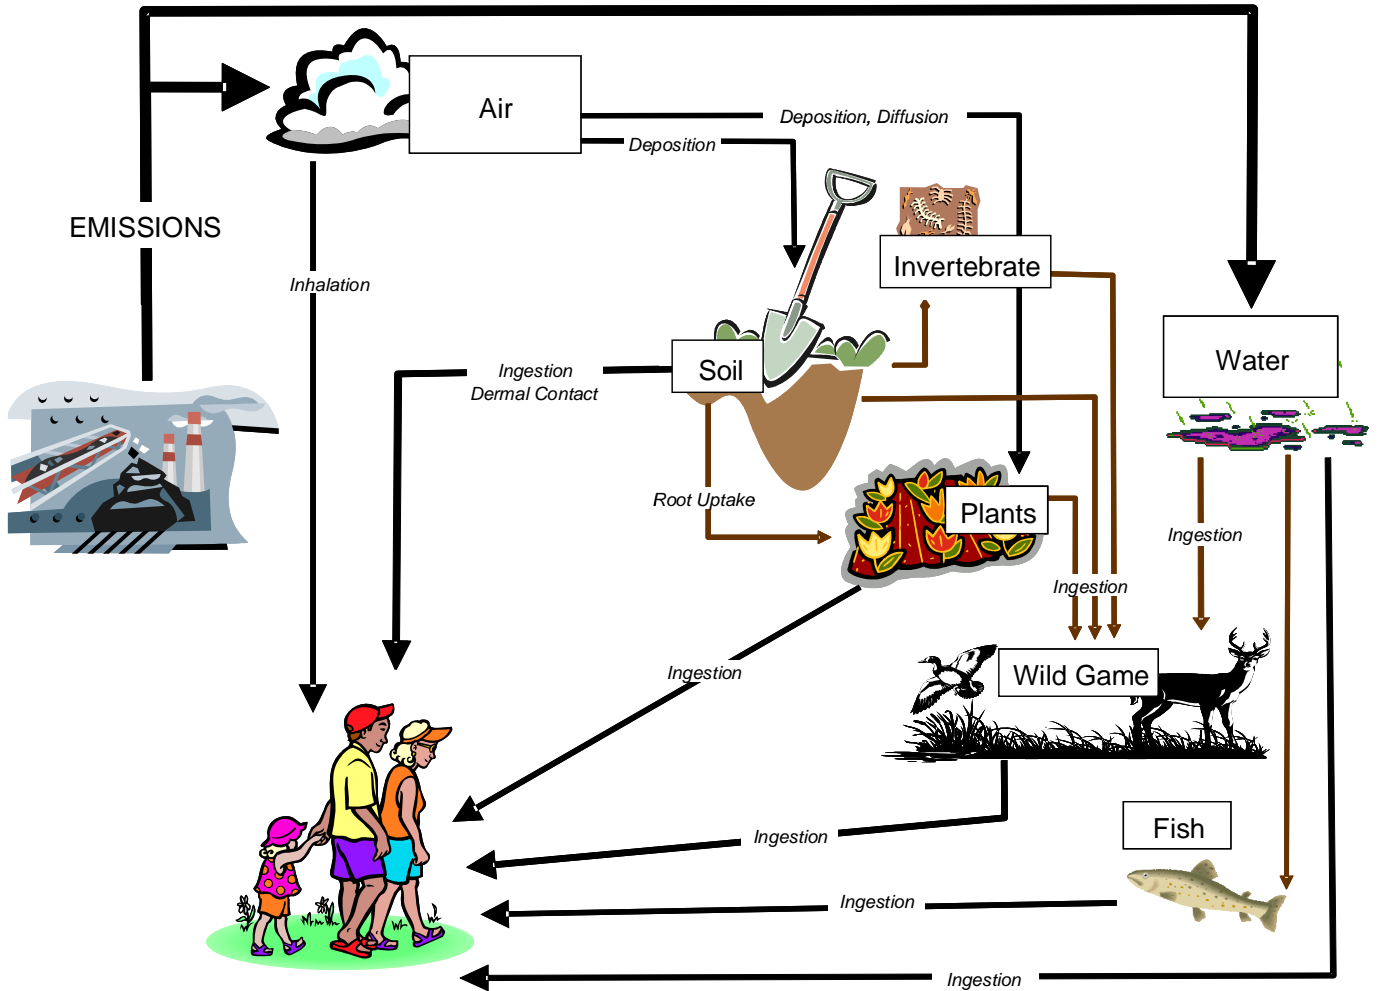 Air
Deposition, Diffusion
Deposition
EMISSIONS
Invertebrate
Inhalation
Soil
Ingestion
Dermal Contact
Water
Root Uptake
Plants
Ingestion
Ingestion
Ingestion
Wild Game
Fish
Ingestion
Ingestion
Ingestion